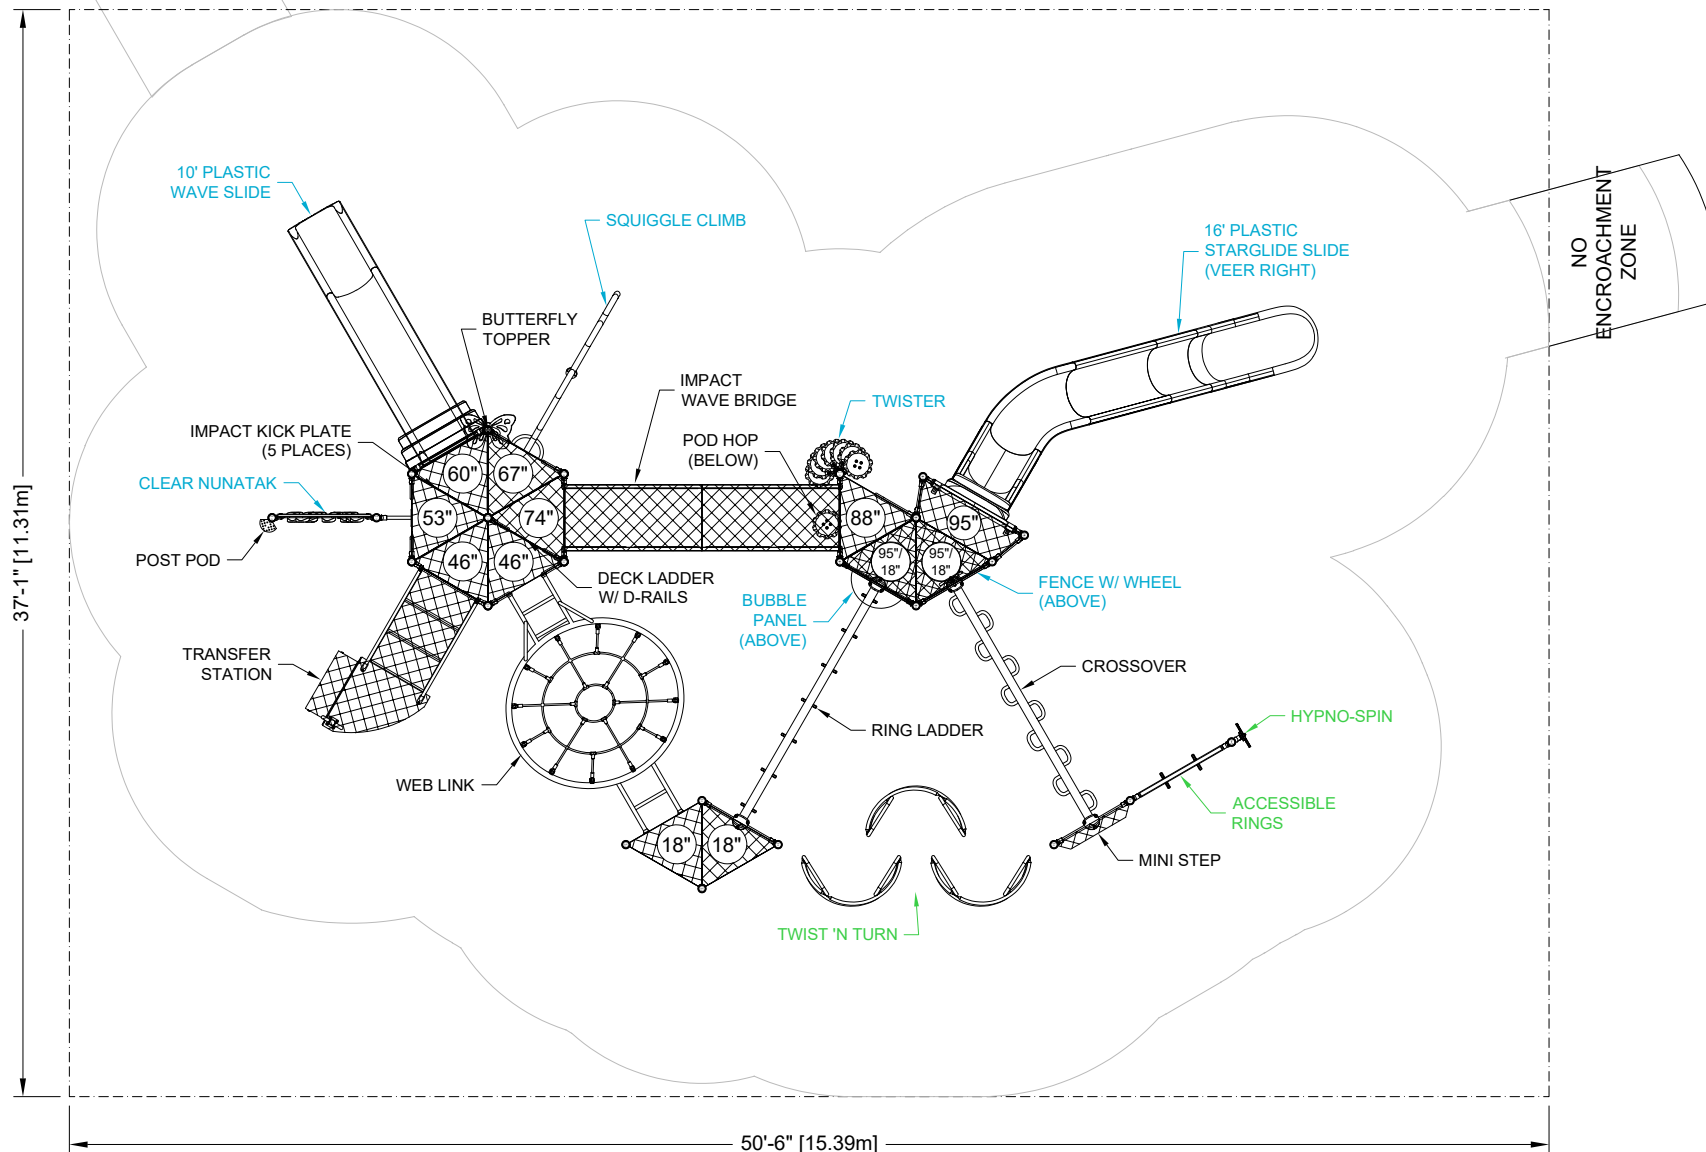 10' PLASTIC
WAVE SLIDE
SQUIGGLE CLIMB
16' PLASTIC
STARGLIDE SLIDE
(VEER RIGHT)
NO
ENCROACHMENT
ZONE
BUTTERFLY
TOPPER
IMPACT
WAVE BRIDGE
TWISTER
IMPACT KICK PLATE
(5 PLACES)
POD HOP
(BELOW)
CLEAR NUNATAK
60"
67"
53"
74"
46"
46"
88"
95"
95"/
18"
95"/
18"
POST POD
DECK LADDER
W/ D-RAILS
BUBBLE
PANEL
(ABOVE)
FENCE W/ WHEEL
(ABOVE)
TRANSFER
STATION
CROSSOVER
RING LADDER
HYPNO-SPIN
WEB LINK
ACCESSIBLE
RINGS
18"
18"
MINI STEP
TWIST 'N TURN
37'-1" [11.31m]
50'-6" [15.39m]